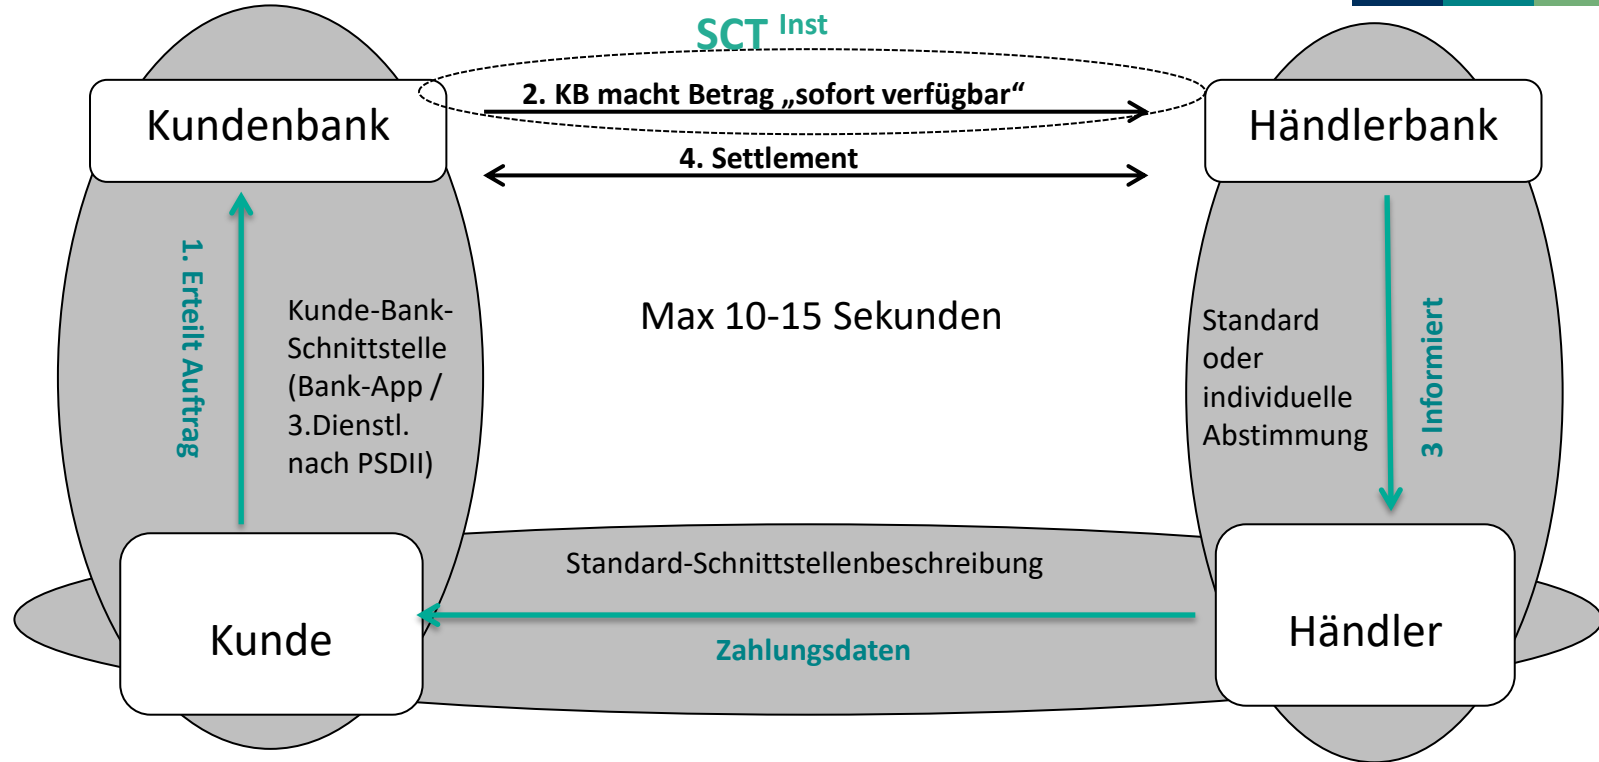 SCT Inst
2. KB macht Betrag „sofort verfügbar“
Kundenbank
Händlerbank
4. Settlement
1. Erteilt Auftrag
Kunde-Bank-
Schnittstelle
(Bank-App /
3.Dienstl.
nach PSDII)
Max 10-15 Sekunden
Standard
oder
individuelle
Abstimmung
3 Informiert
Standard-Schnittstellenbeschreibung
Kunde
Zahlungsdaten
Händler